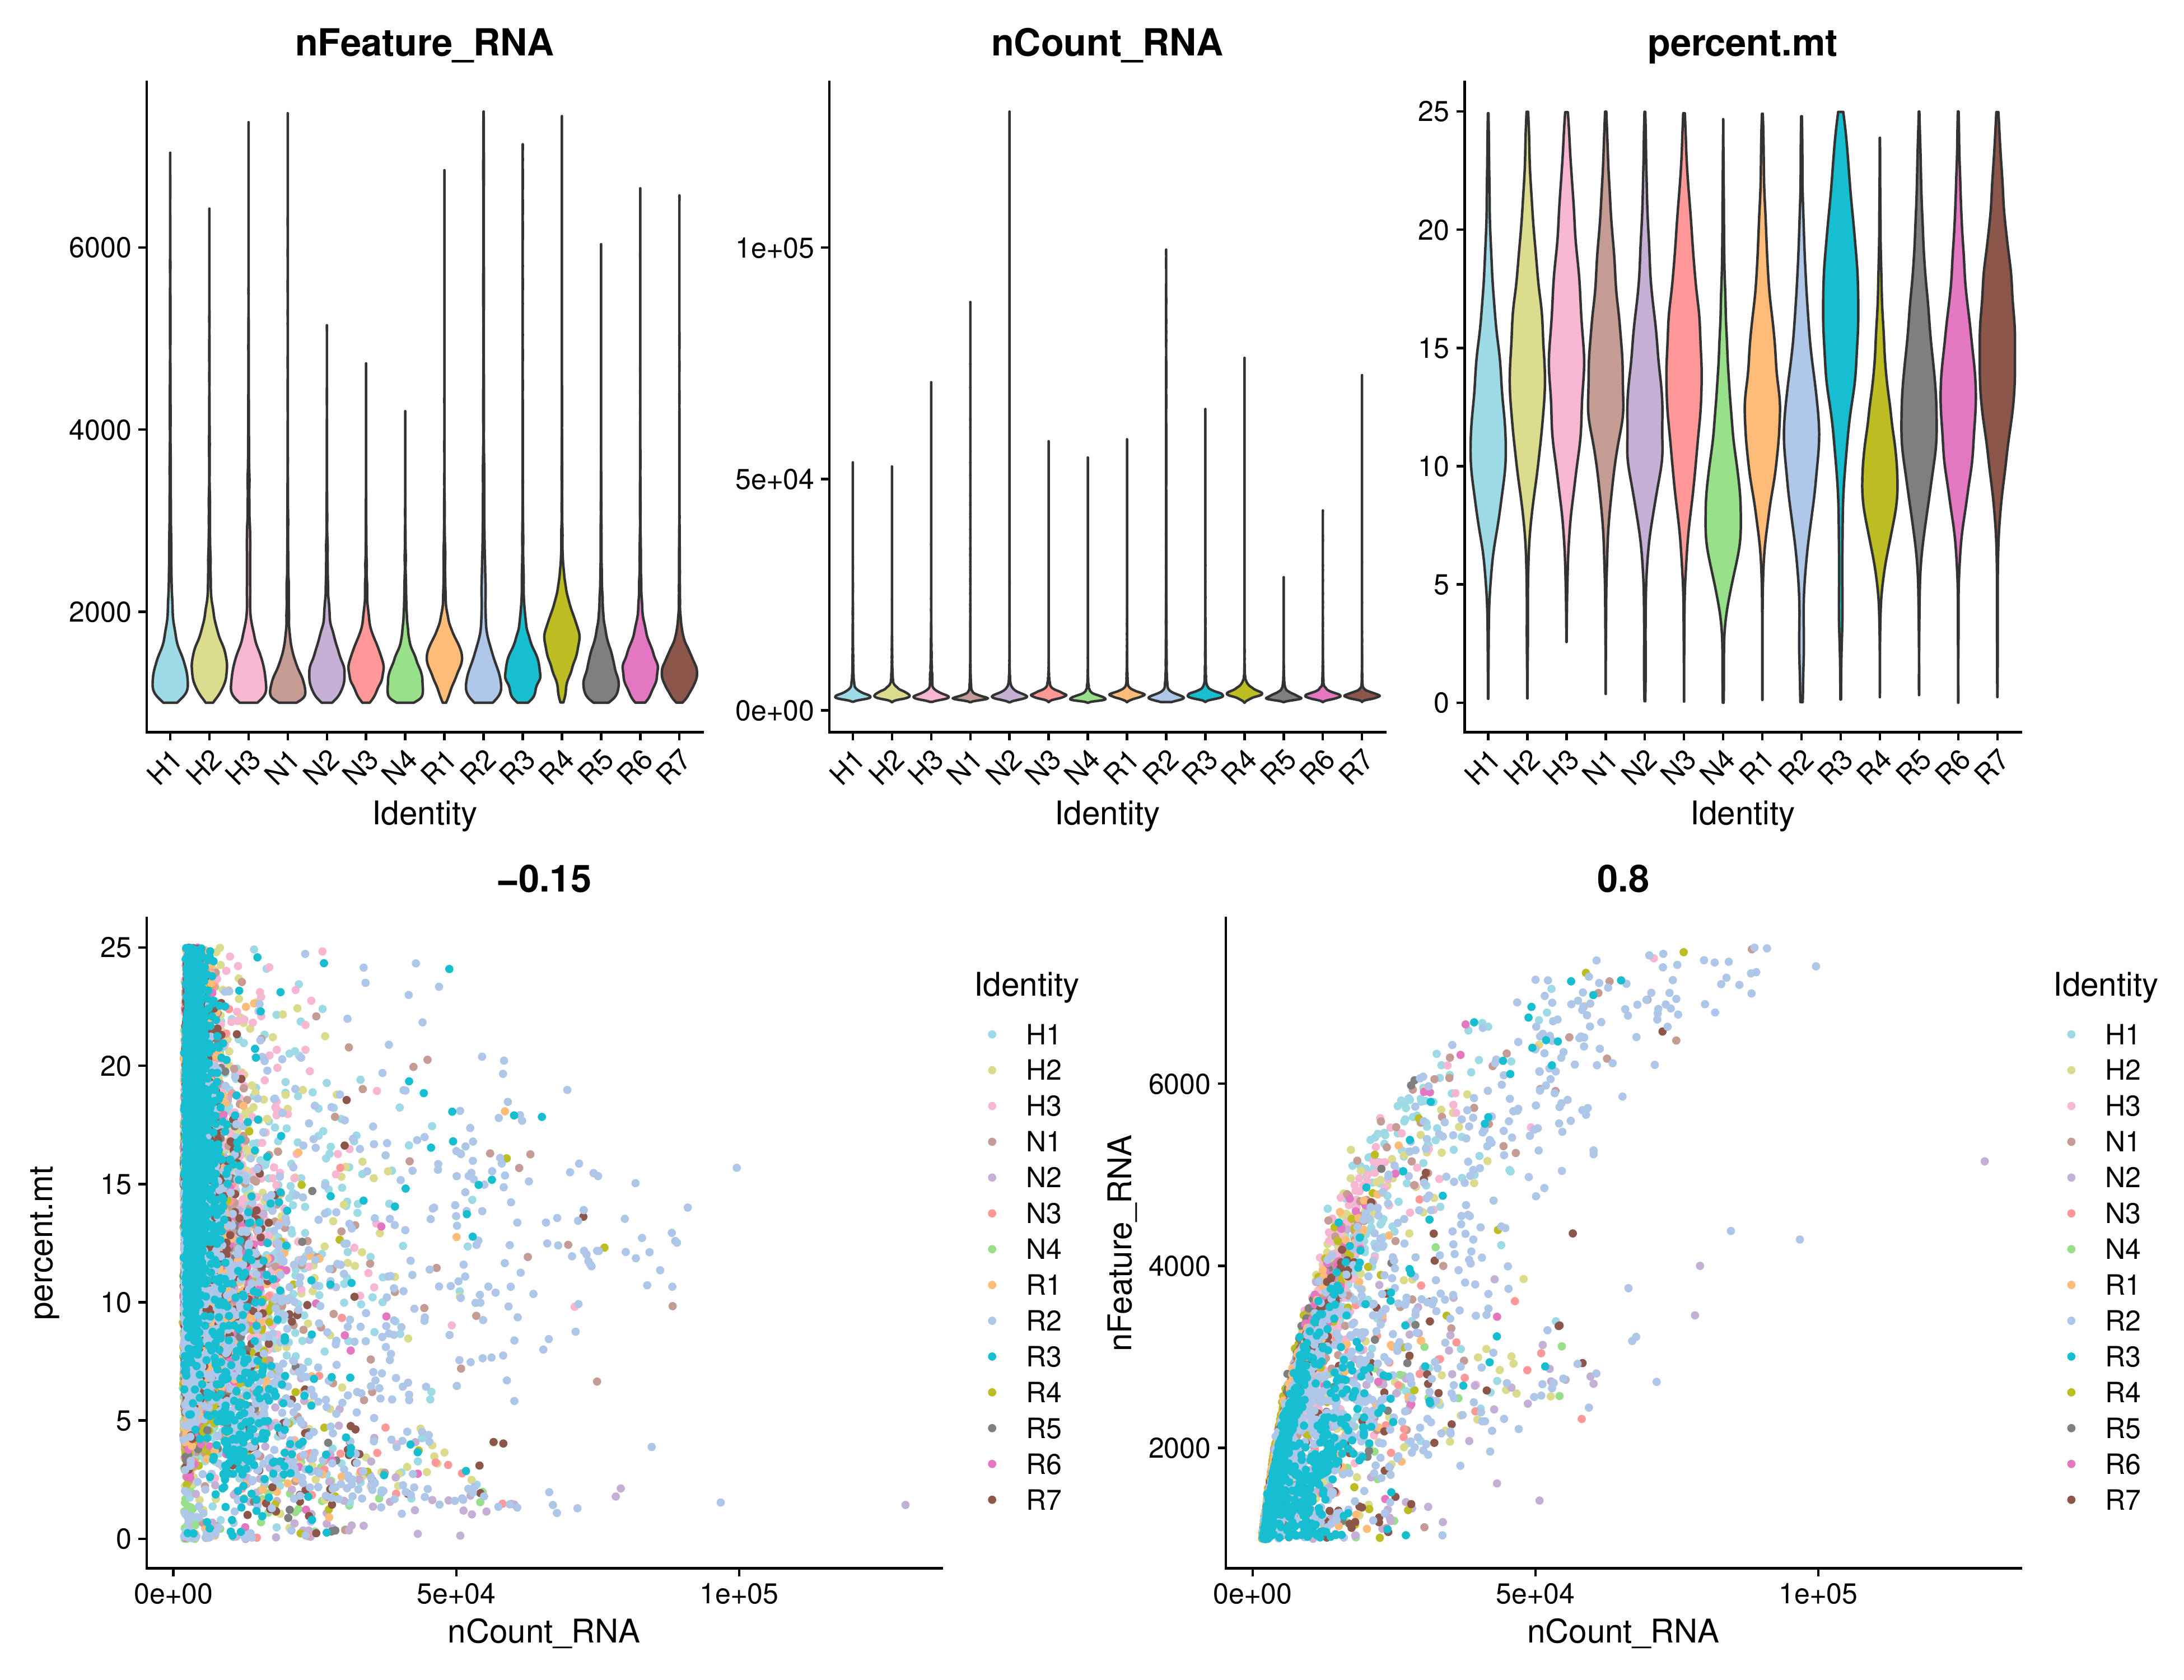 nFeature_RNA
6000
4000
2000
H1 H2 H3 N1 N2 N3 N4 R1 R2 R3 R4 R5 R6 R7
Identity
nCount_RNA
1e+05
5e+04
0e+00
H1 H2 H3 N1 N2 N3 N4 R1 R2 R3 R4 R5 R6 R7
Identity
percent.mt
25
20
15
10
5
0
H1 H2 H3 N1 N2 N3 N4 R1 R2 R3 R4 R5 R6 R7
Identity
−0.15
percent.mt
25
20
15
10
5
0
0e+00 5e+04 1e+05
nCount_RNA
Identity
H1
H2
H3
N1
N2
N3
N4
R1
R2
R3
R4
R5
R6
R7
0.8
nFeature_RNA
6000
4000
2000
0e+00 5e+04 1e+05
nCount_RNA
Identity
H1
H2
H3
N1
N2
N3
N4
R1
R2
R3
R4
R5
R6
R7